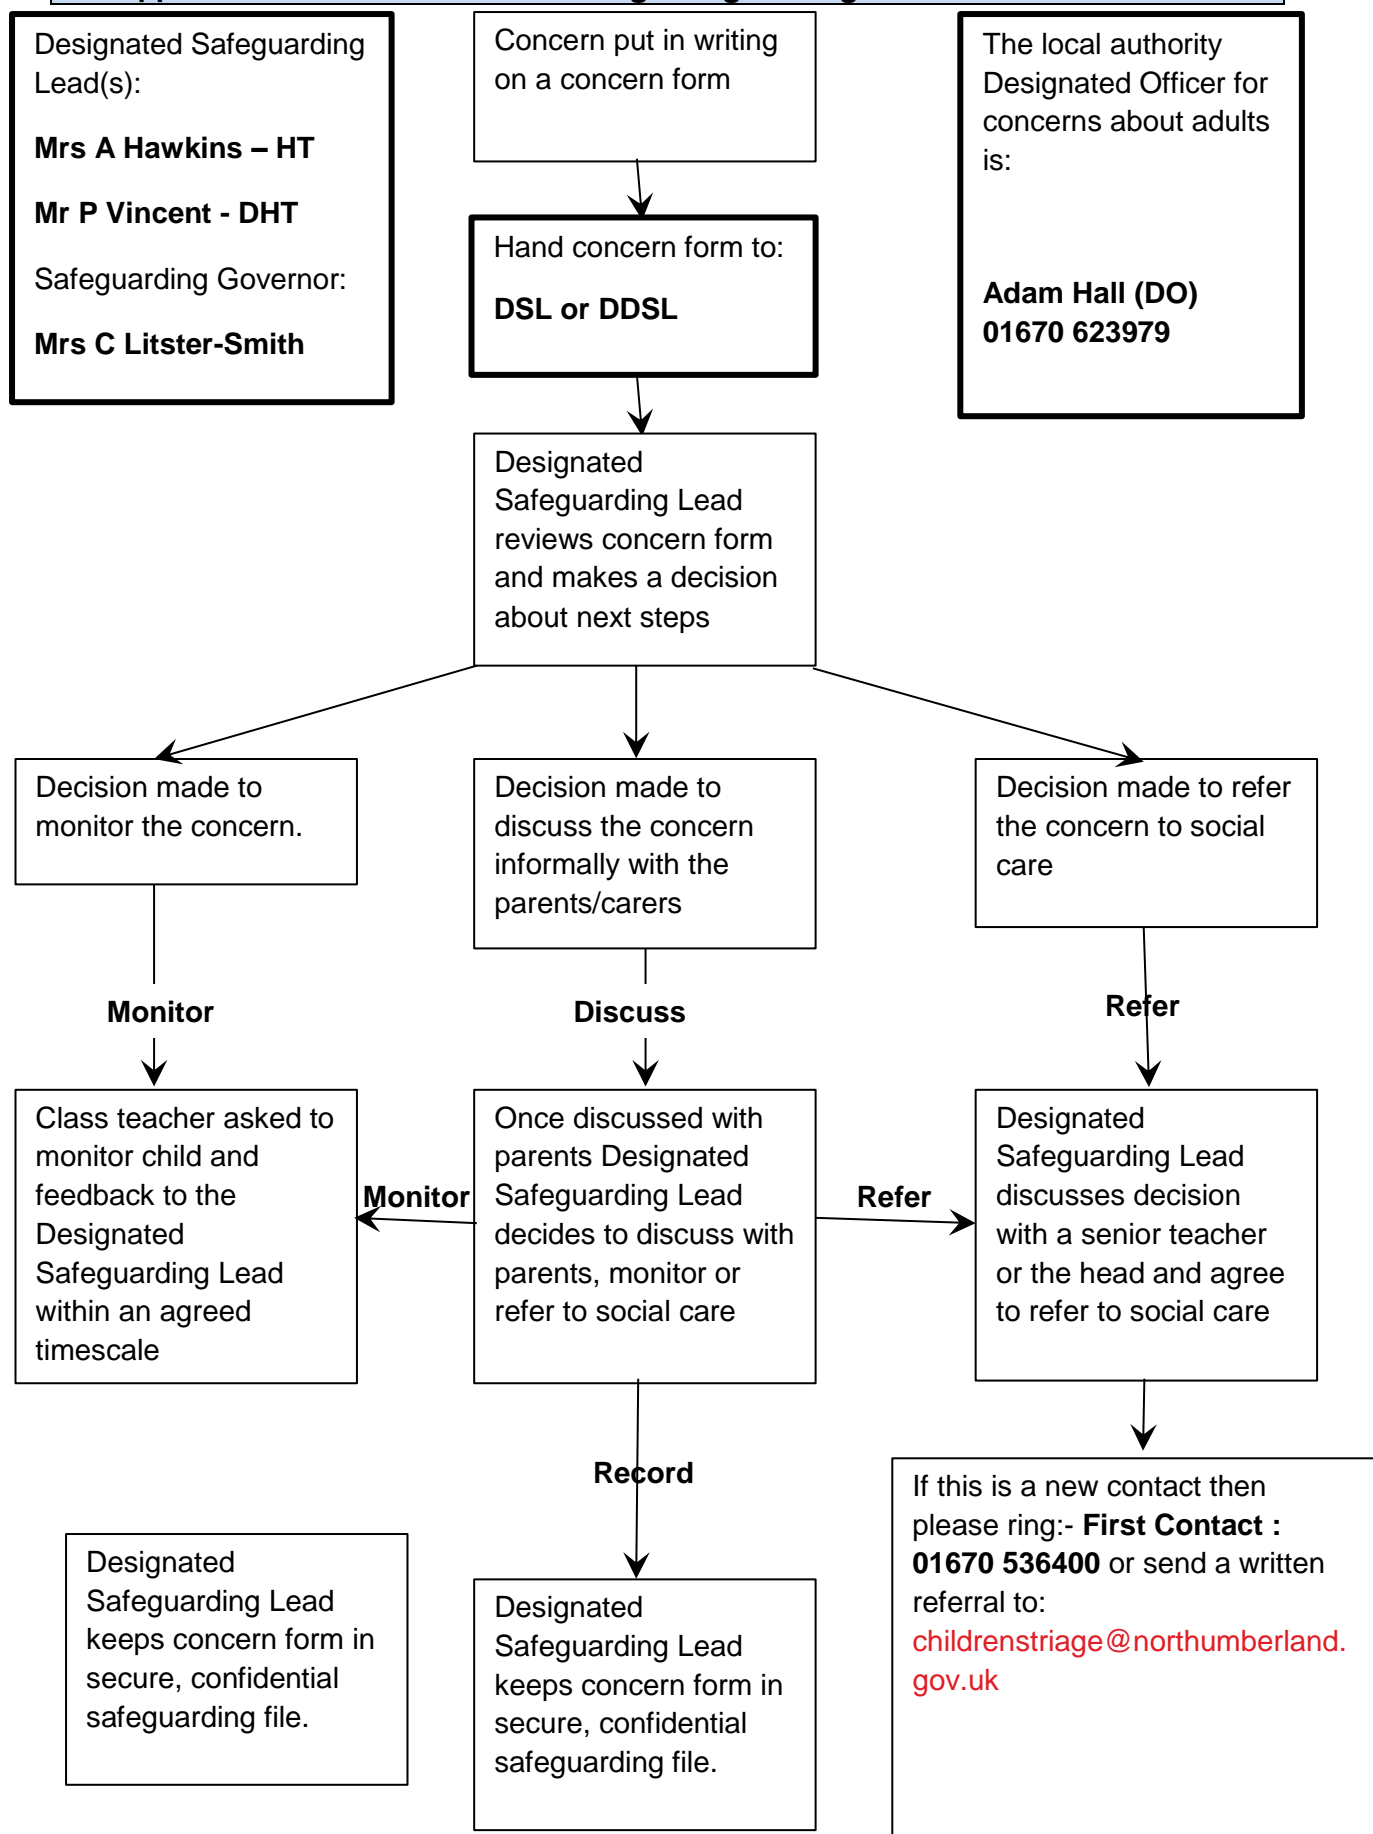 Designated Safeguarding
Lead(s):
Mrs A Hawkins – HT
Mr P Vincent - DHT
Safeguarding Governor:
Mrs C Litster-Smith
Concern put in writing
on a concern form
The local authority
Designated Officer for
concerns about adults
is:
Adam Hall (DO)
01670 623979
Hand concern form to:
DSL or DDSL
Designated
Safeguarding Lead
reviews concern form
and makes a decision
about next steps
Decision made to
monitor the concern.
Decision made to
discuss the concern
informally with the
parents/carers
Decision made to refer
the concern to social
care
Monitor
Discuss
Refer
Class teacher asked to
monitor child and
feedback to the
Designated
Safeguarding Lead
within an agreed
timescale
Monitor
Once discussed with
parents Designated
Safeguarding Lead
decides to discuss with
parents, monitor or
refer to social care
Refer
Designated
Safeguarding Lead
discusses decision
with a senior teacher
or the head and agree
to refer to social care
Record
Designated
Safeguarding Lead
keeps concern form in
secure, confidential
safeguarding file.
Designated
Safeguarding Lead
keeps concern form in
secure, confidential
safeguarding file.
If this is a new contact then
please ring:- First Contact :
01670 536400 or send a written
referral to:
childrenstriage@northumberland.
gov.uk